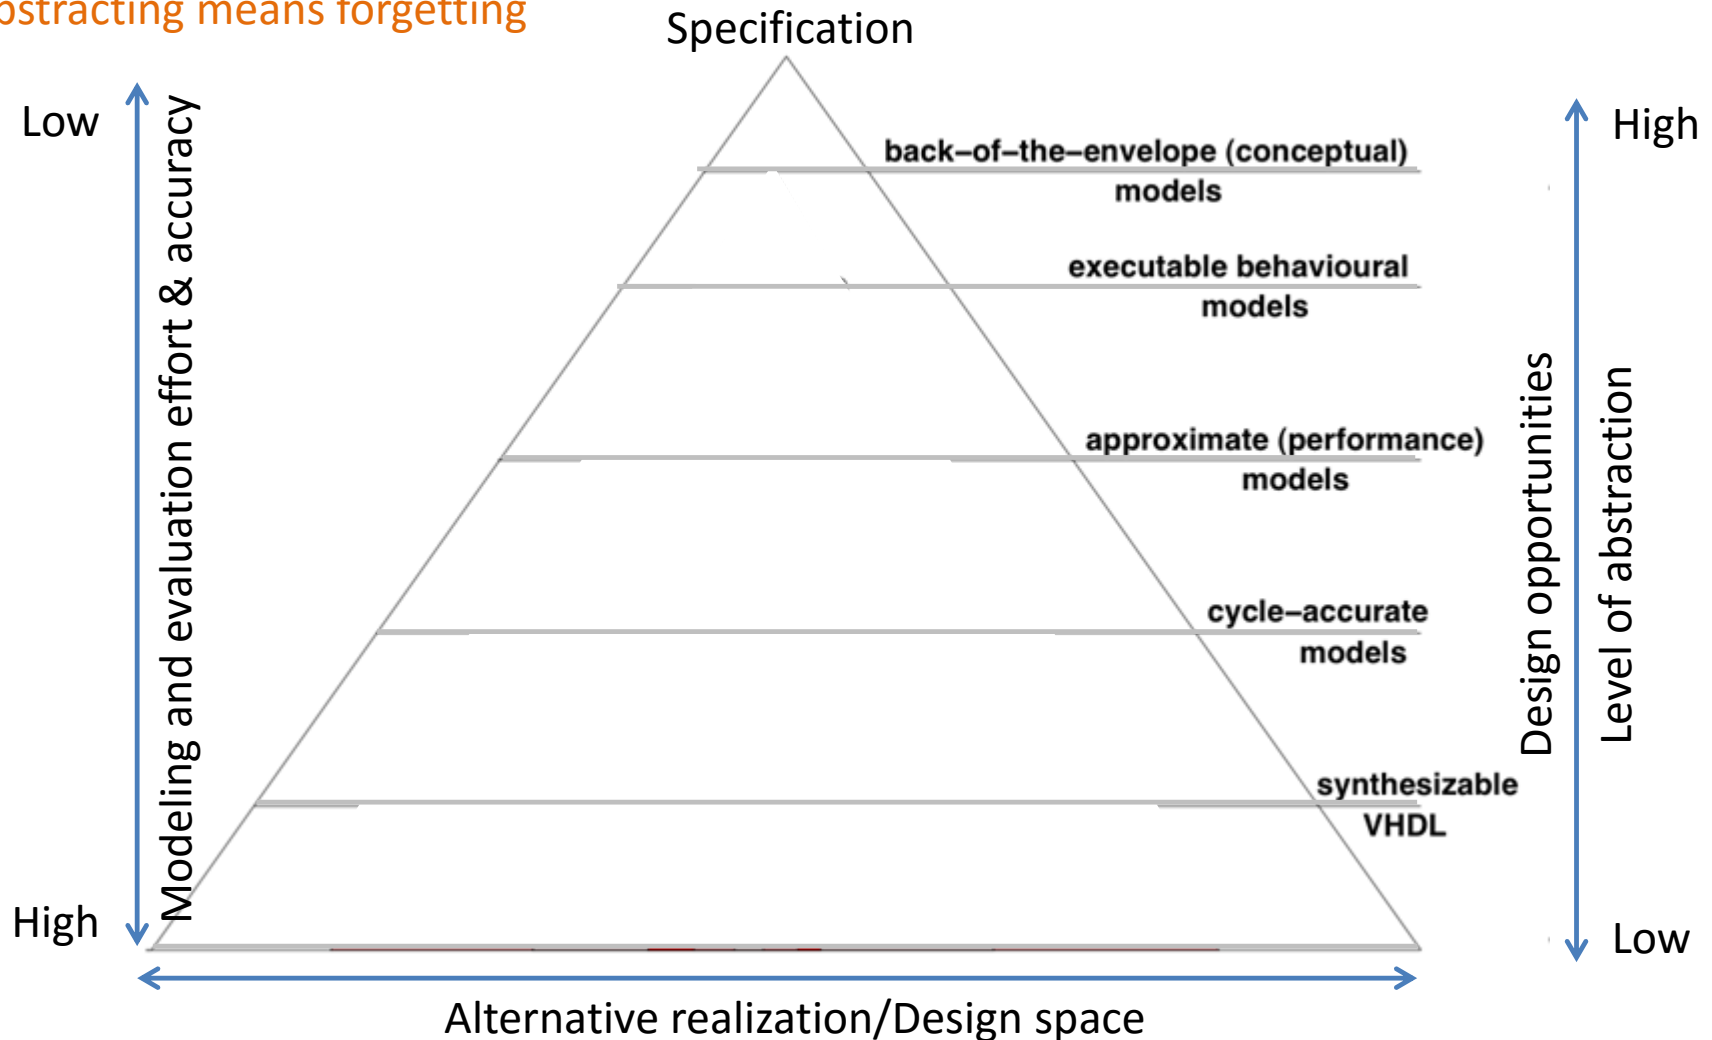 bstracting means forgetting
Specification
Low
High
Modeling and evaluation effort & accuracy
back–of–the–envelope (conceptual)
models
executable behavioural
models
approximate (performance)
models
cycle–accurate
models
synthesizable
VHDL
Design opportunities
Level of abstraction
High
Low
Alternative realization/Design space